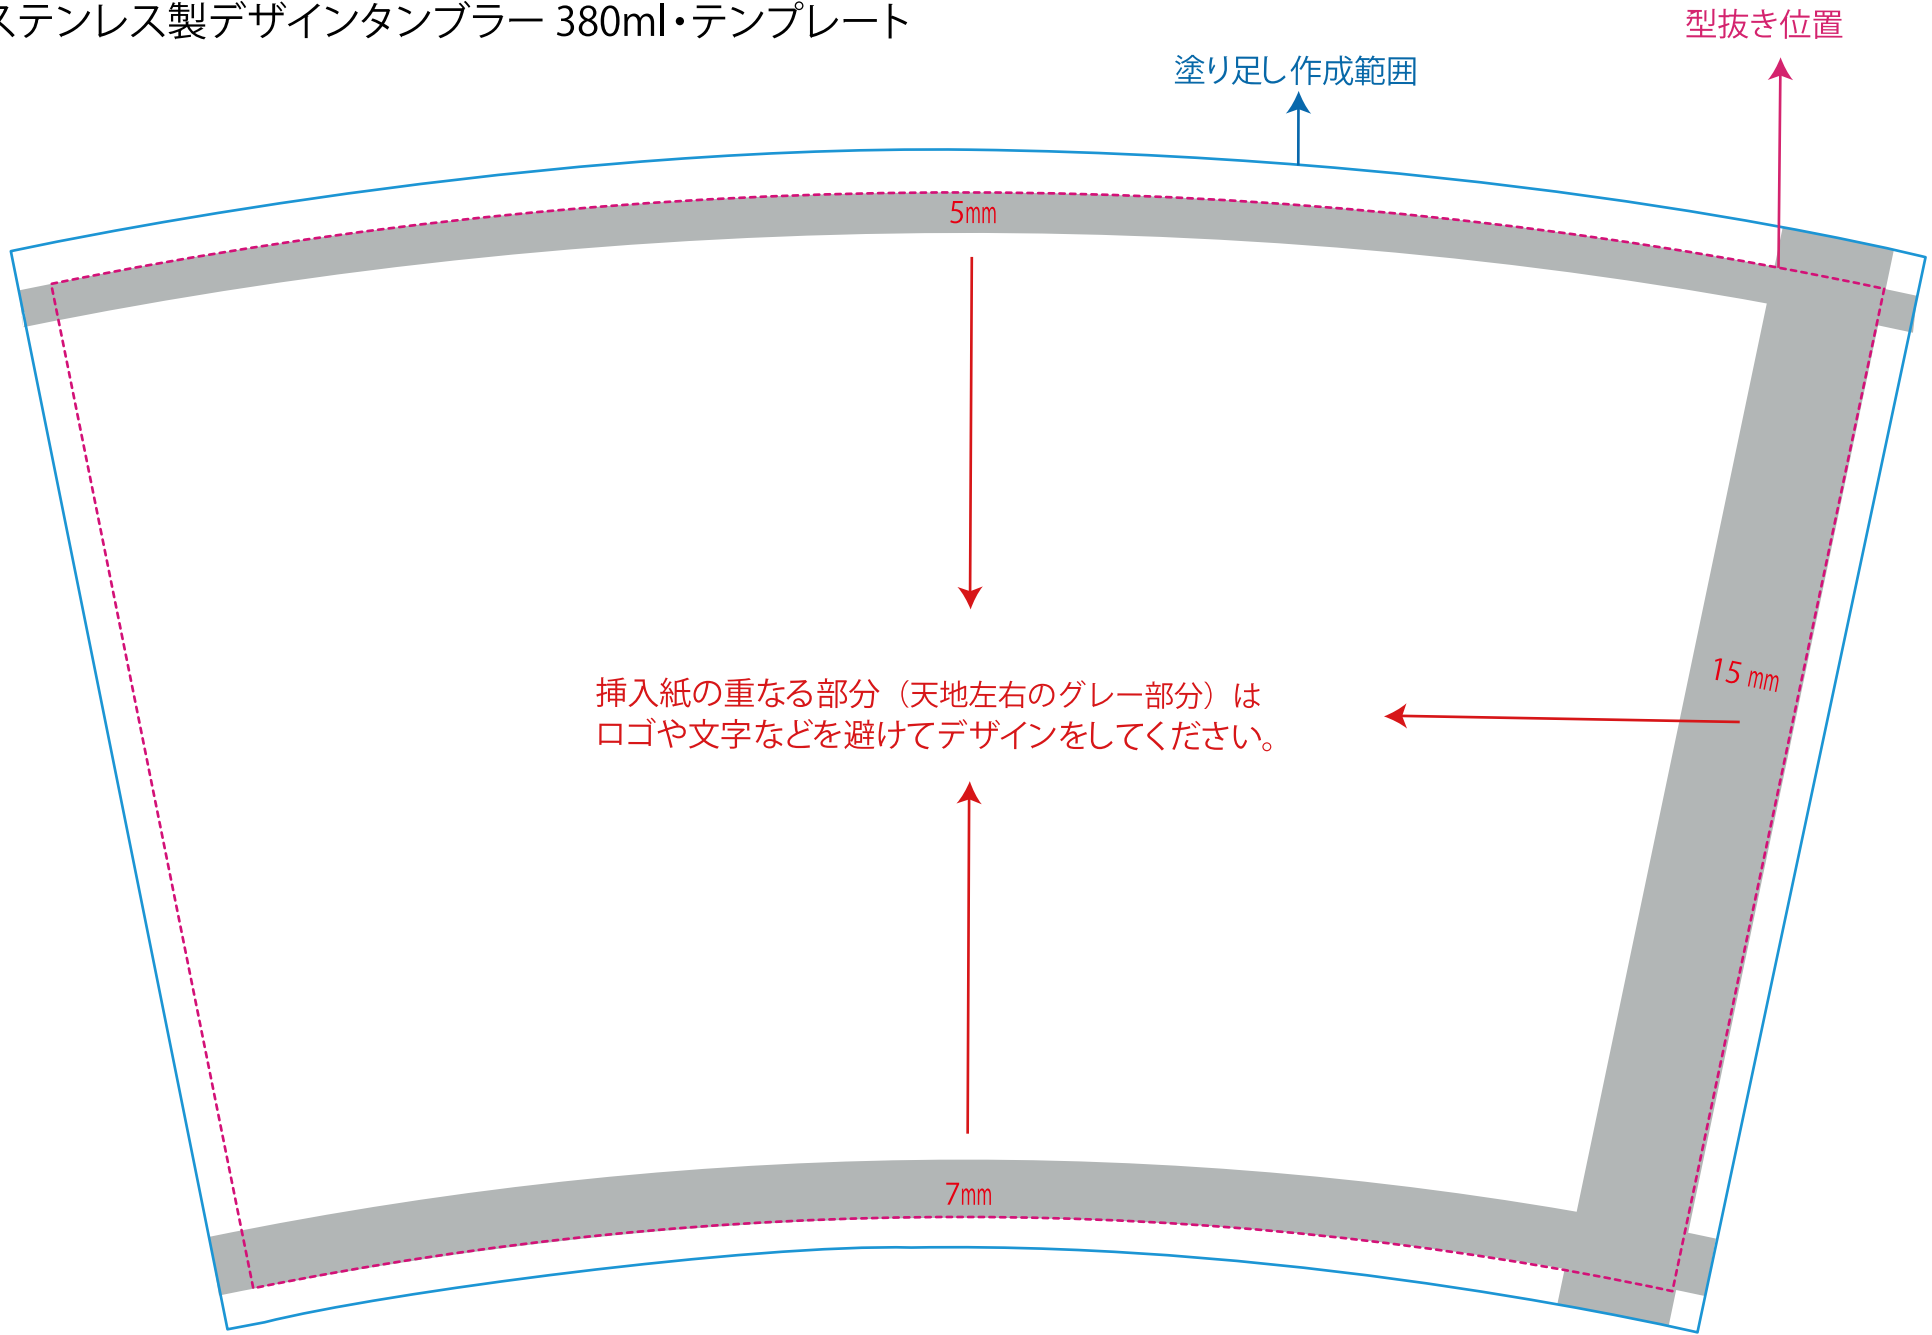 ステンレス製デザインタンブラー 380ml・テンプレート
型抜き位置
塗り足し作成範囲
5mm
挿入紙の重なる部分（天地左右のグレー部分）は
ロゴや文字などを避けてデザインをしてください。
15 mm
7mm